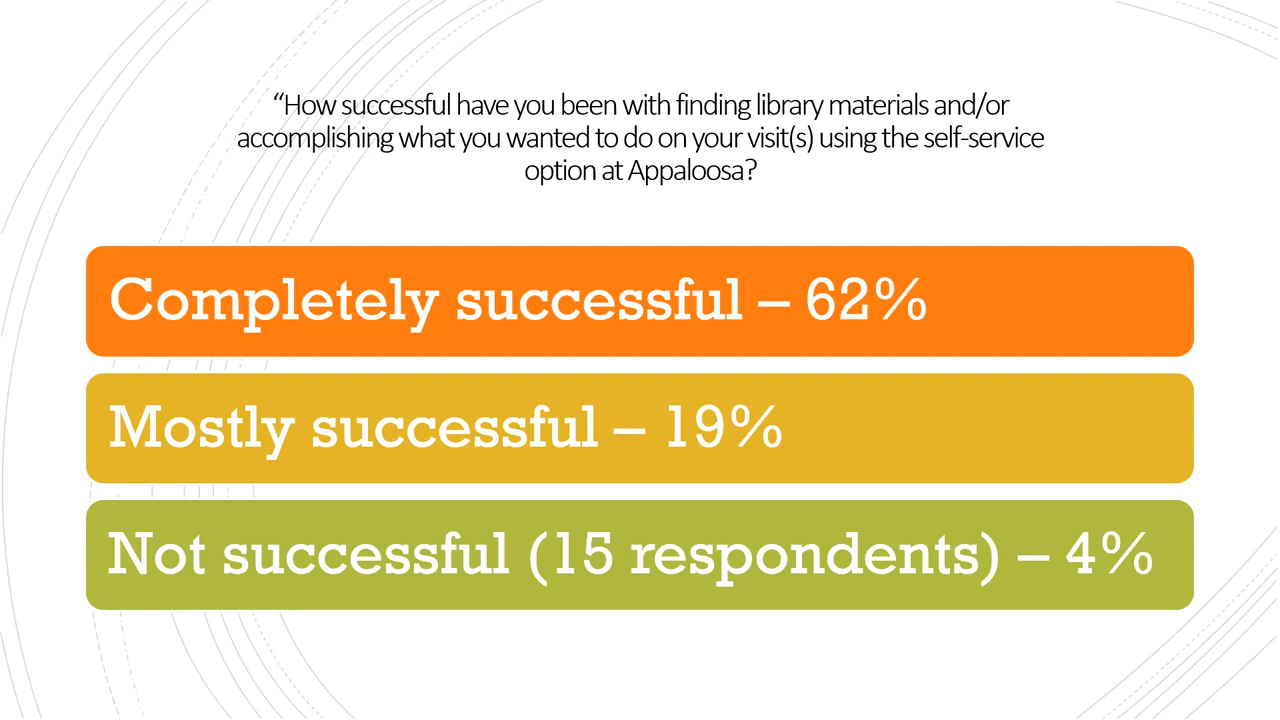 “How successful have you been with finding library materials and/or
accomplishing what you wanted to do on your visit(s) using the self-service
option at Appaloosa?
Completely successful – 62%
Mostly successful – 19%
Not successful (15 respondents) – 4%